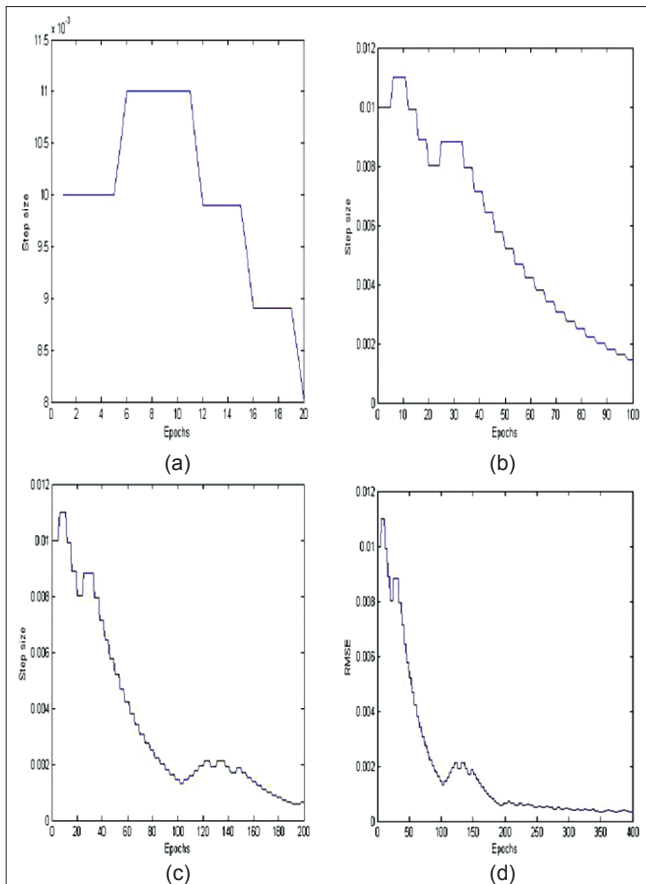 x 10⁻³
11.5
11
10.5
10
9.5
9
8.5
8
0 2 4 6 8 10 12 14 16 18 20
Step size
Epochs
(a)
0.012
0.01
0.008
0.006
0.004
0.002
0
0 10 20 30 40 50 60 70 80 90 100
Step size
Epochs
(b)
0.012
0.01
0.008
0.006
0.004
0.002
0
0 20 40 60 80 100 120 140 160 180 200
Step size
Epochs
(c)
0.012
0.01
0.008
0.006
0.004
0.002
0
0 50 100 150 200 250 300 350 400
RMSE
Epochs
(d)